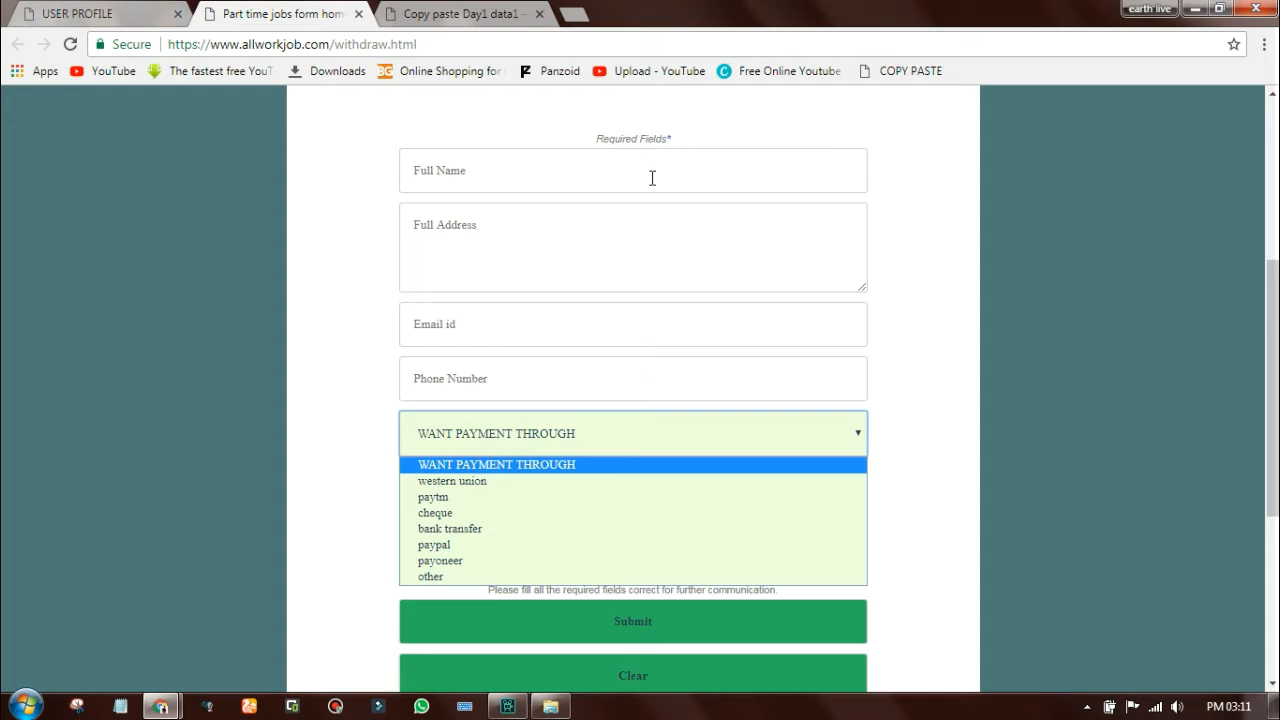 USER PROFILE
Part time jobs form hom
Copy paste Day1 data1 -
earth live
Secure
https://www.allworkjob.com/withdraw.html
Apps
YouTube
The fastest free YouT
Downloads
Online Shopping for
Panzoid
Upload - YouTube
Free Online Youtube
COPY PASTE
Required Fields*
Full Name
Full Address
Email id
Phone Number
WANT PAYMENT THROUGH
WANT PAYMENT THROUGH
western union
paytm
cheque
bank transfer
paypal
payoneer
other
Please fill all the required fields correct for further communication.
Submit
Clear
PM 03:11